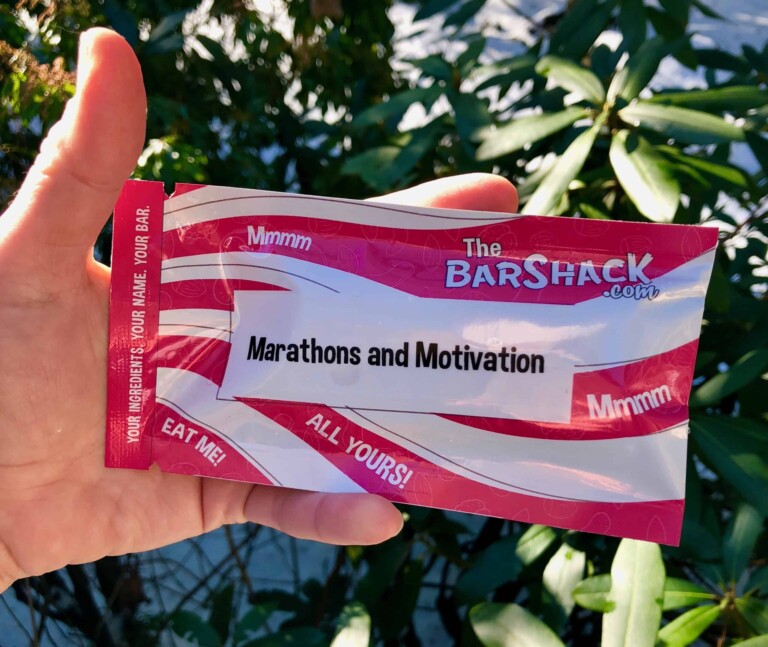 YOUR INGREDIENTS. YOUR NAME. YOUR BAR.
Mmmm
The
BARSHACK
.com
Marathons and Motivation
Mmmm
EAT ME!
ALL YOURS!